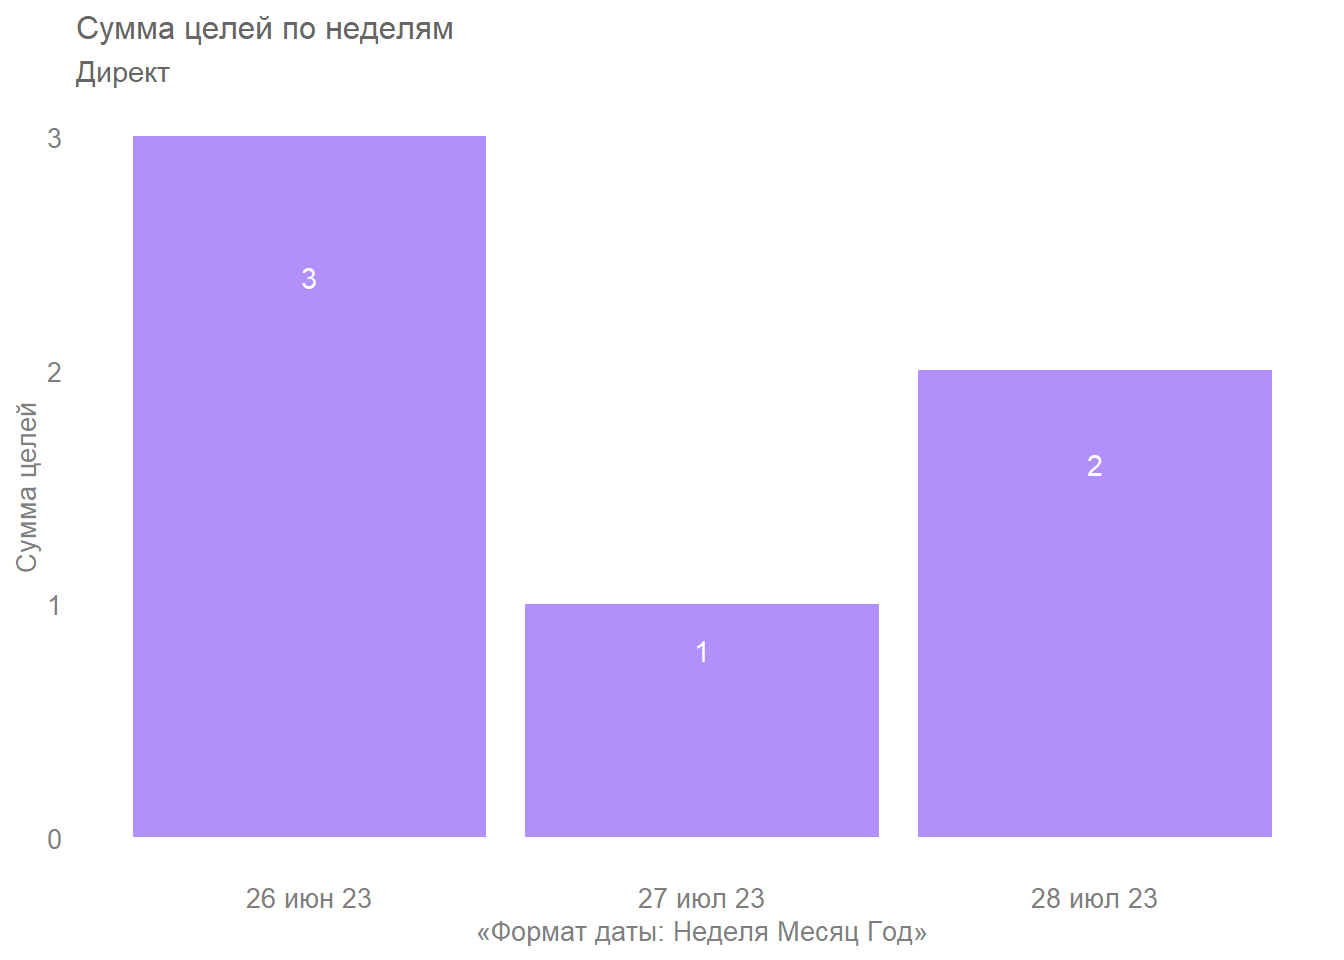 Сумма целей по неделям
Директ
3
2
1
0
Сумма целей
3
1
2
26 июн 23
27 июл 23
28 июл 23
«Формат даты: Неделя Месяц Год»